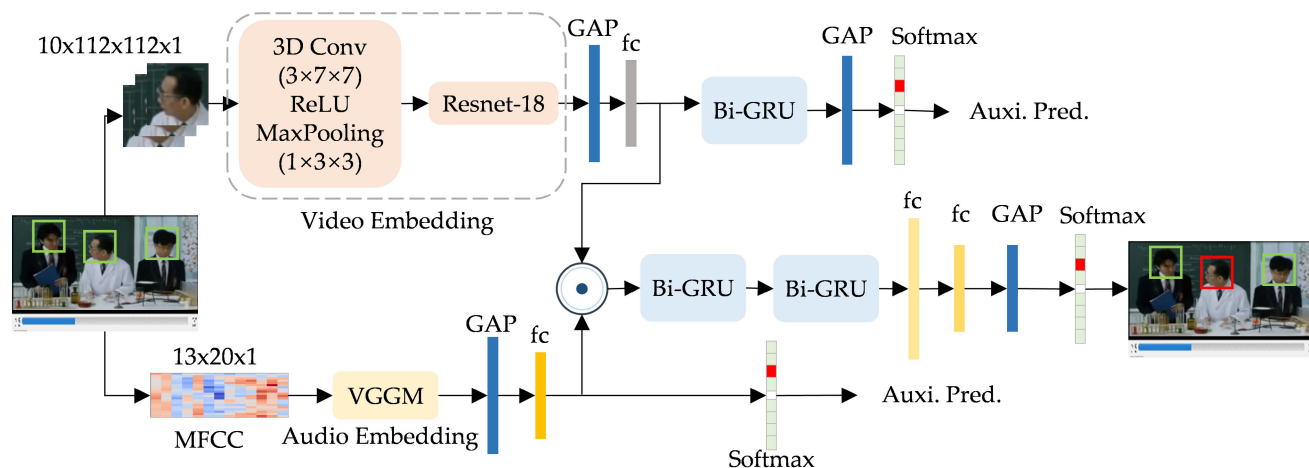 10x112x112x1
3D Conv
(3×7×7)
ReLU
MaxPooling
(1×3×3)
Resnet-18
Video Embedding
GAP
fc
Bi-GRU
GAP
Softmax
Auxi. Pred.
Bi-GRU
Bi-GRU
fc
fc
GAP
Softmax
13x20x1
MFCC
VGGM
Audio Embedding
GAP
fc
Softmax
Auxi. Pred.